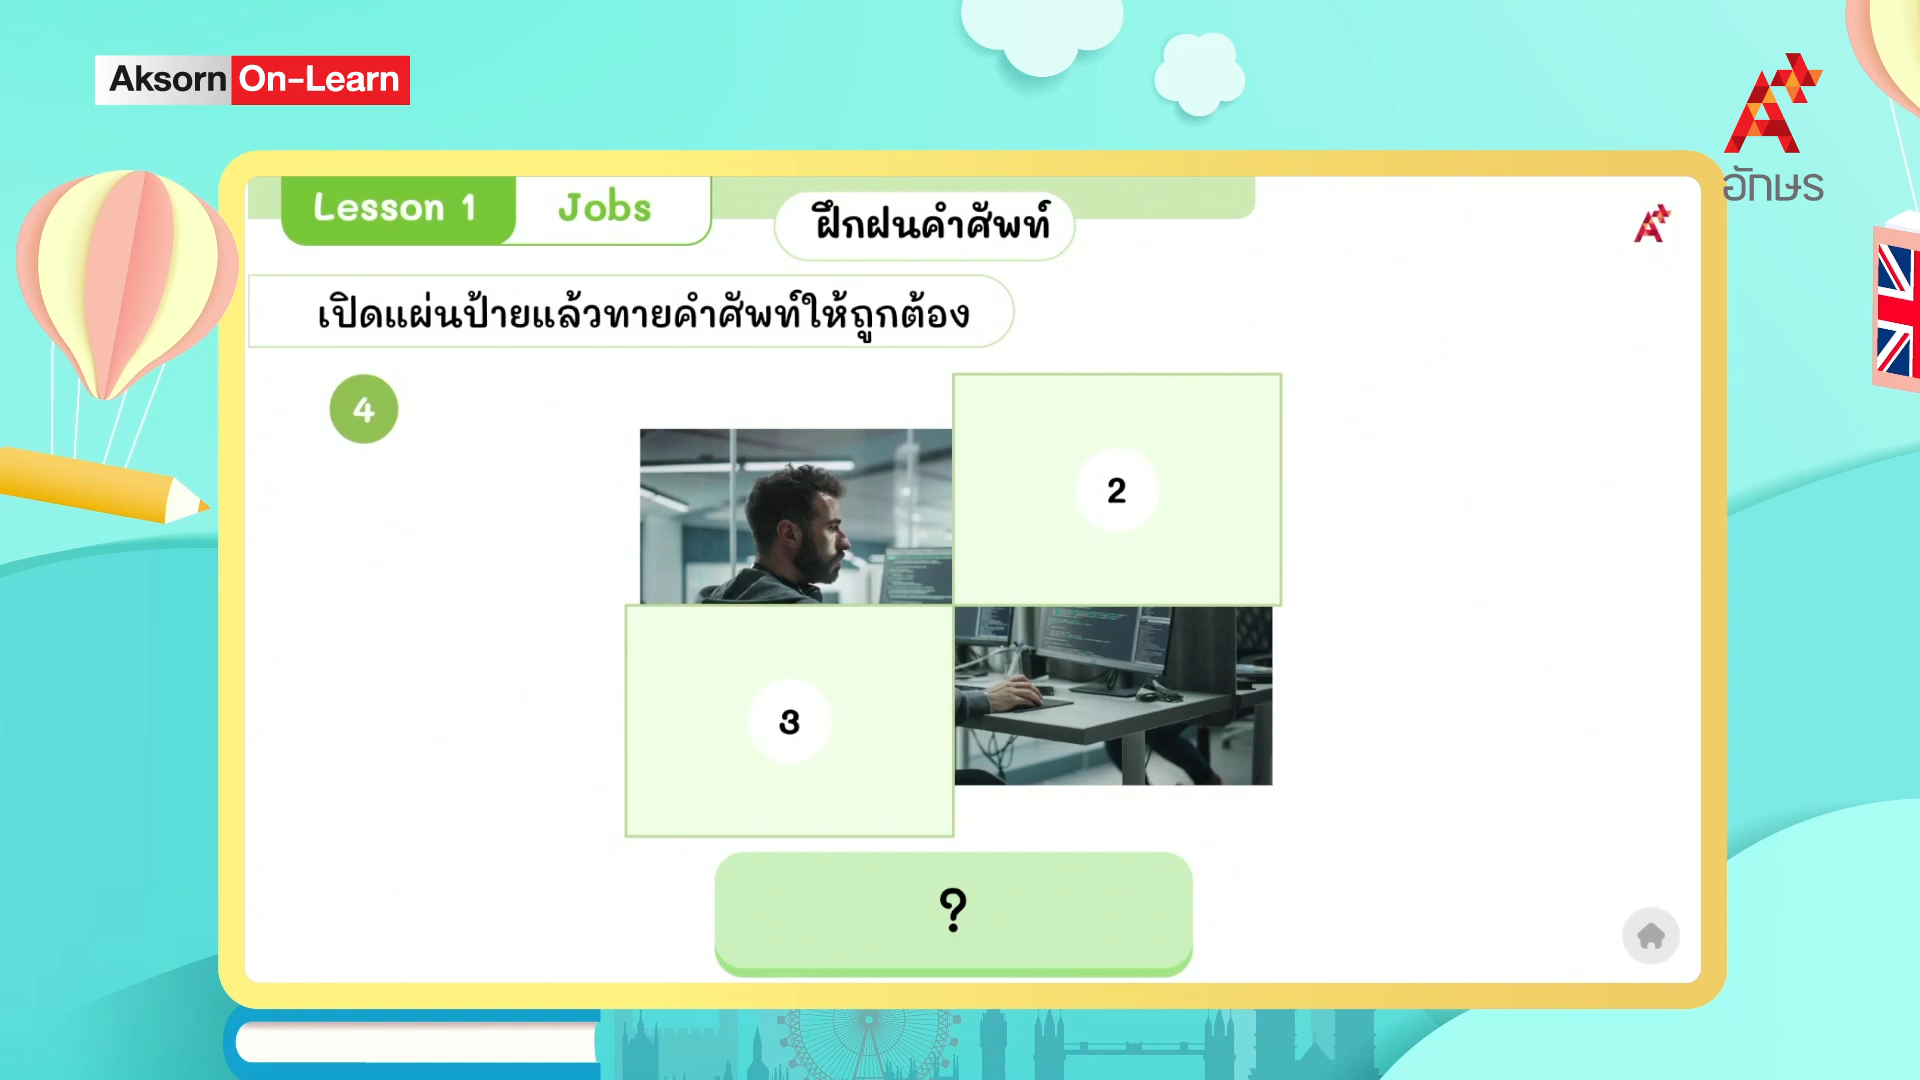 Aksorn On-Learn
อักษร
Lesson 1
Jobs
ฝึกฝนคำศัพท์
เปิดแผ่นป้ายแล้วทายคำศัพท์ให้ถูกต้อง
4
2
3
?